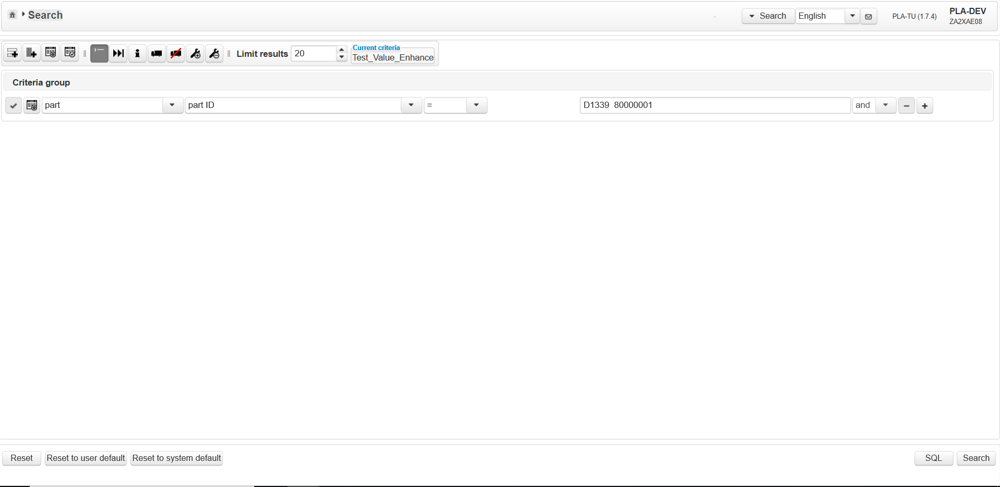 Search
Search
English
PLA-TU (1.7.4)
PLA-DEV
ZA2XAE08
Limit results
20
Current criteria
Test_Value_Enhance
Criteria group
part
part ID
=
D1339  80000001
and
Reset
Reset to user default
Reset to system default
SQL
Search